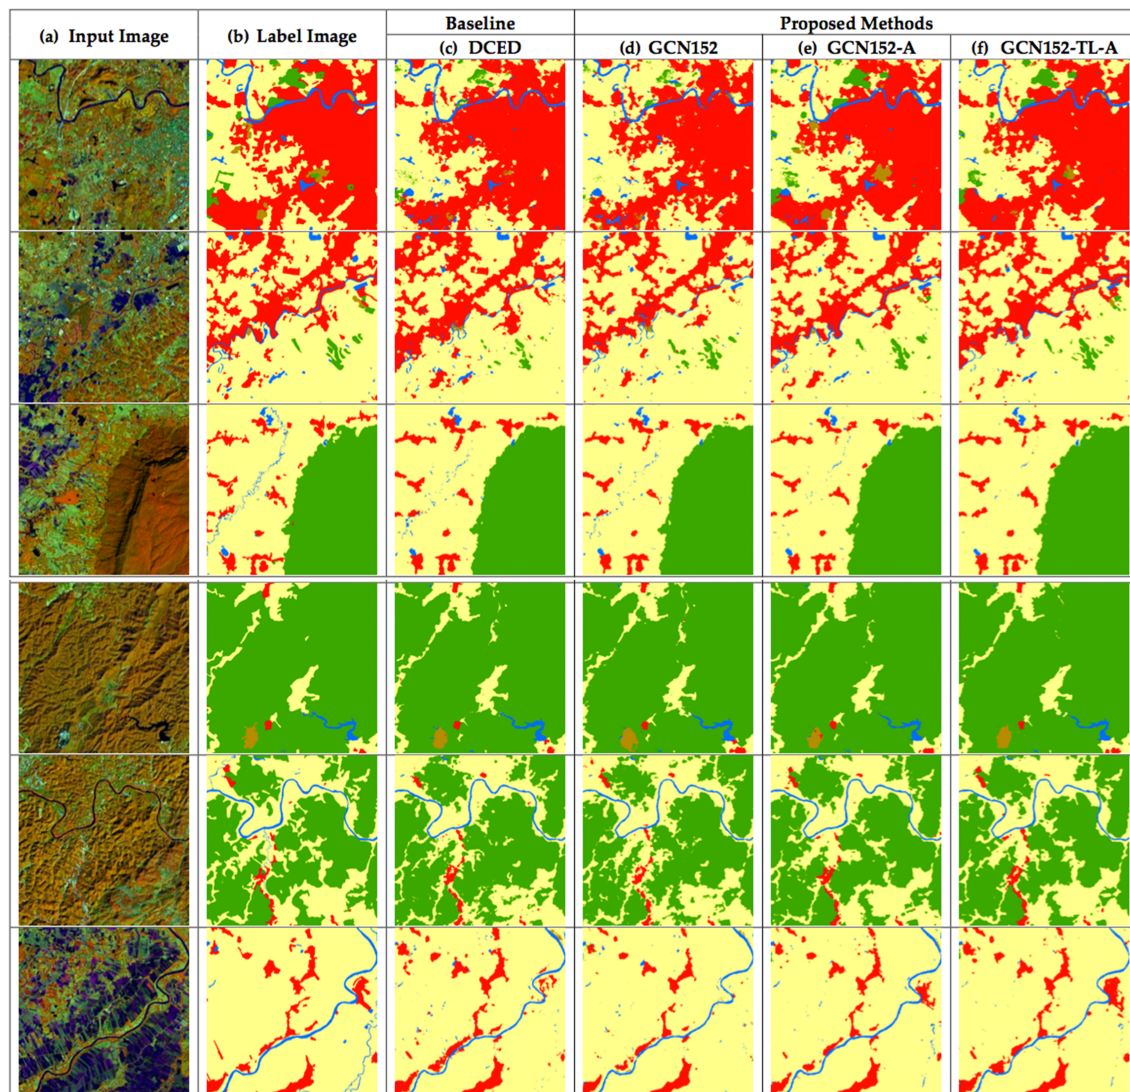 Baseline Proposed Methods
(a) Input Image (b) Label Image (c) DCED (d) GCN152 (e) GCN152-A (f) GCN152-TL-A